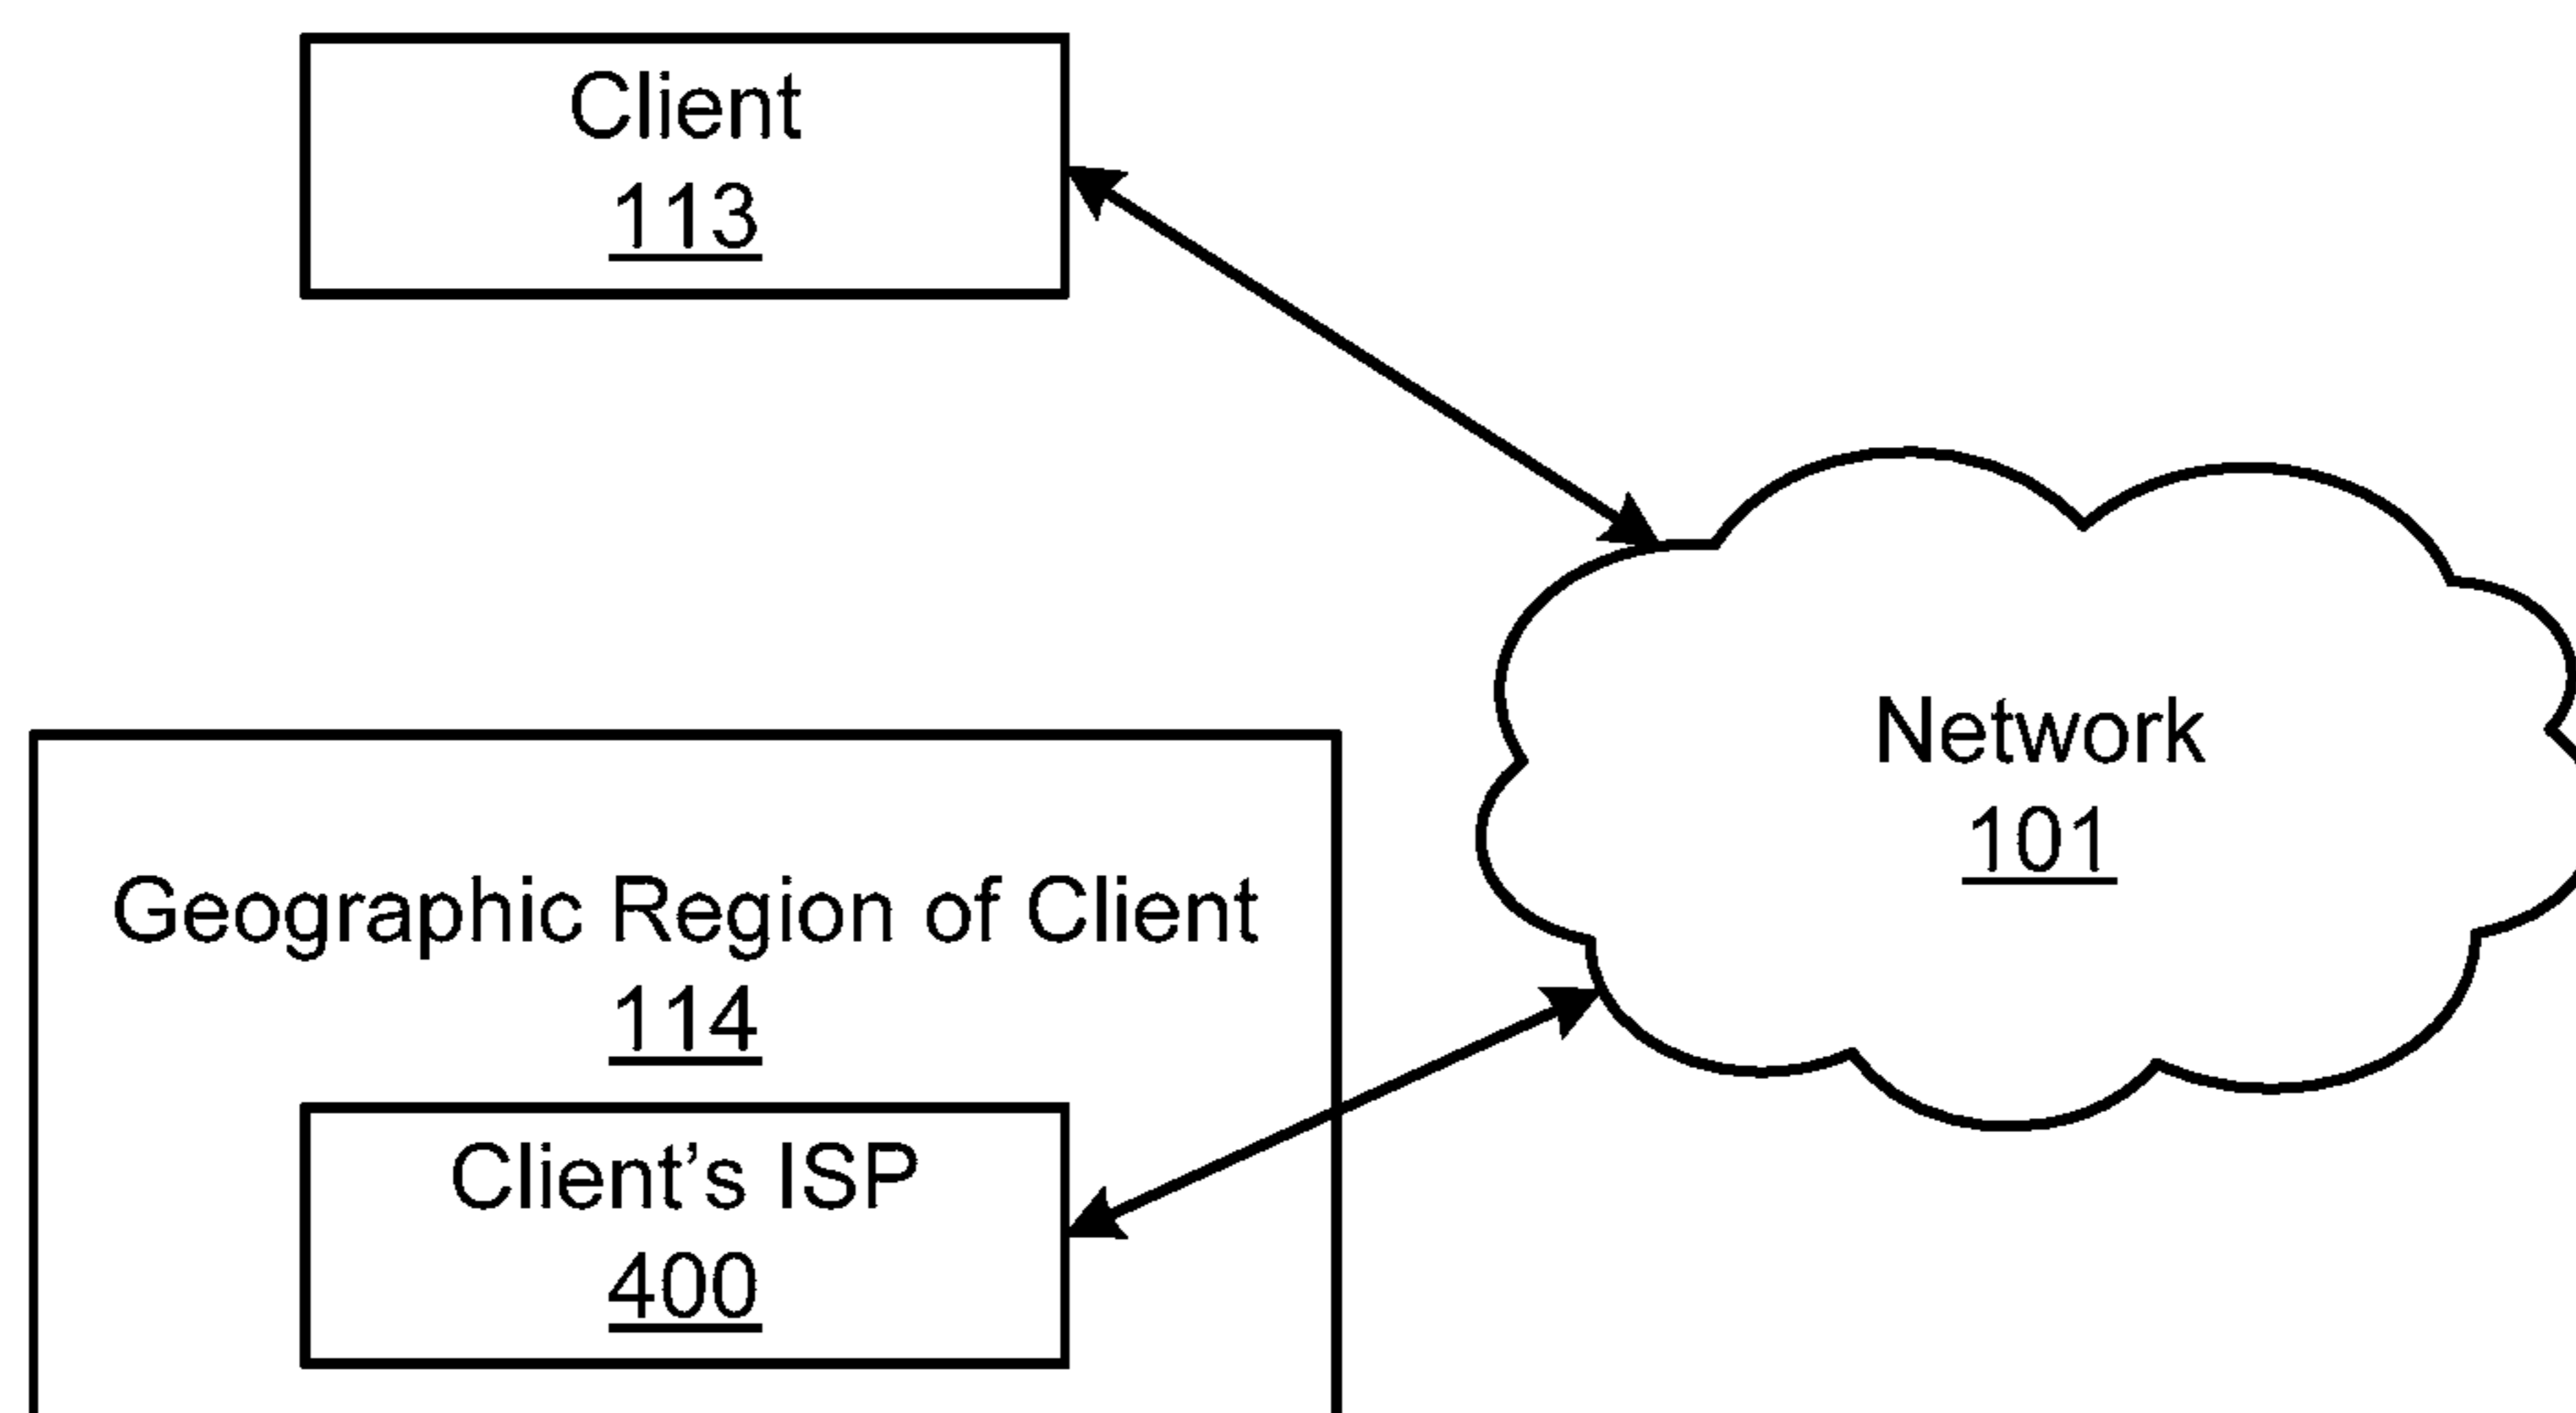 Client
113
Network
101
Geographic Region of Client
114
Client’s ISP
400